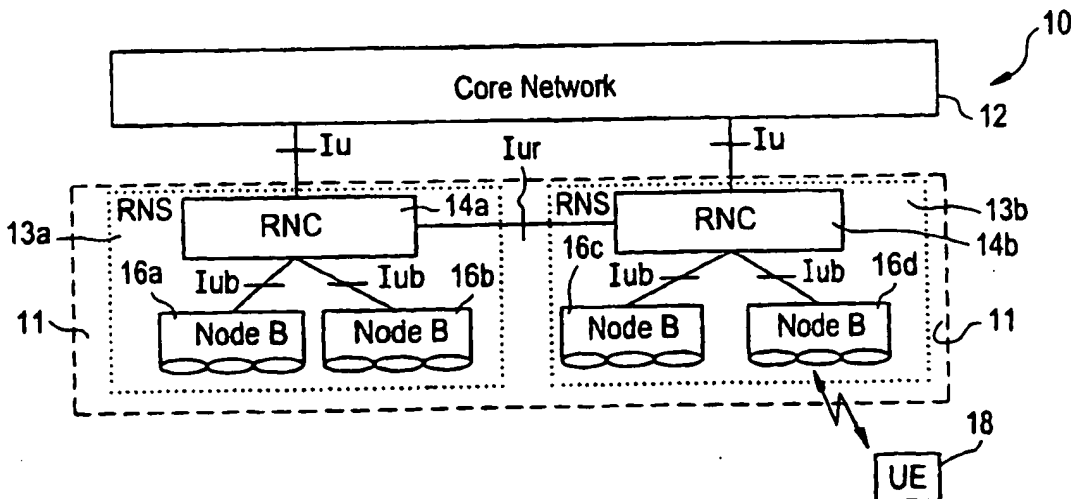 10
Core Network
12
Iu
Iur
Iu
RNS
RNC
14a
RNS
RNC
13b
13a
14b
16a
Iub
Iub
16b
16c
Iub
Iub
16d
11
Node B
Node B
Node B
Node B
11
18
UE